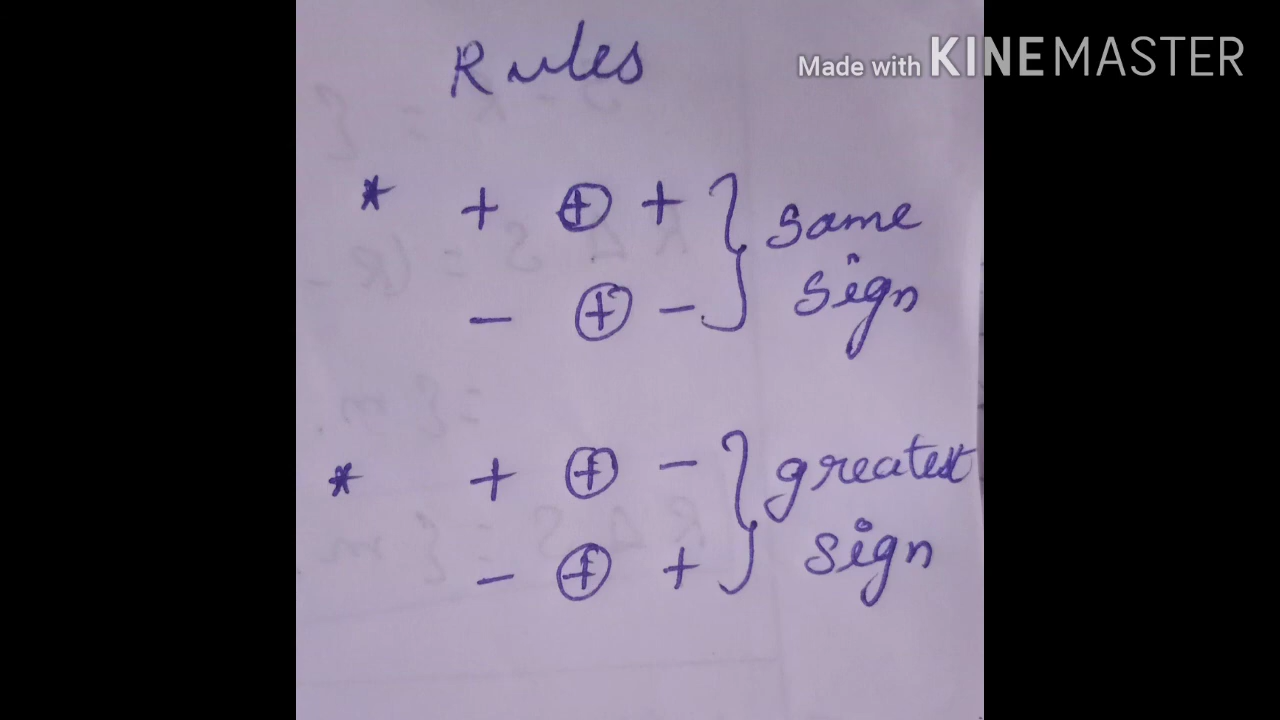 Made with KINEMASTER
Rules
* + ⊕ + } same
- ⊕ - } sign
* + ⊕ - } greatest
- ⊕ + } sign